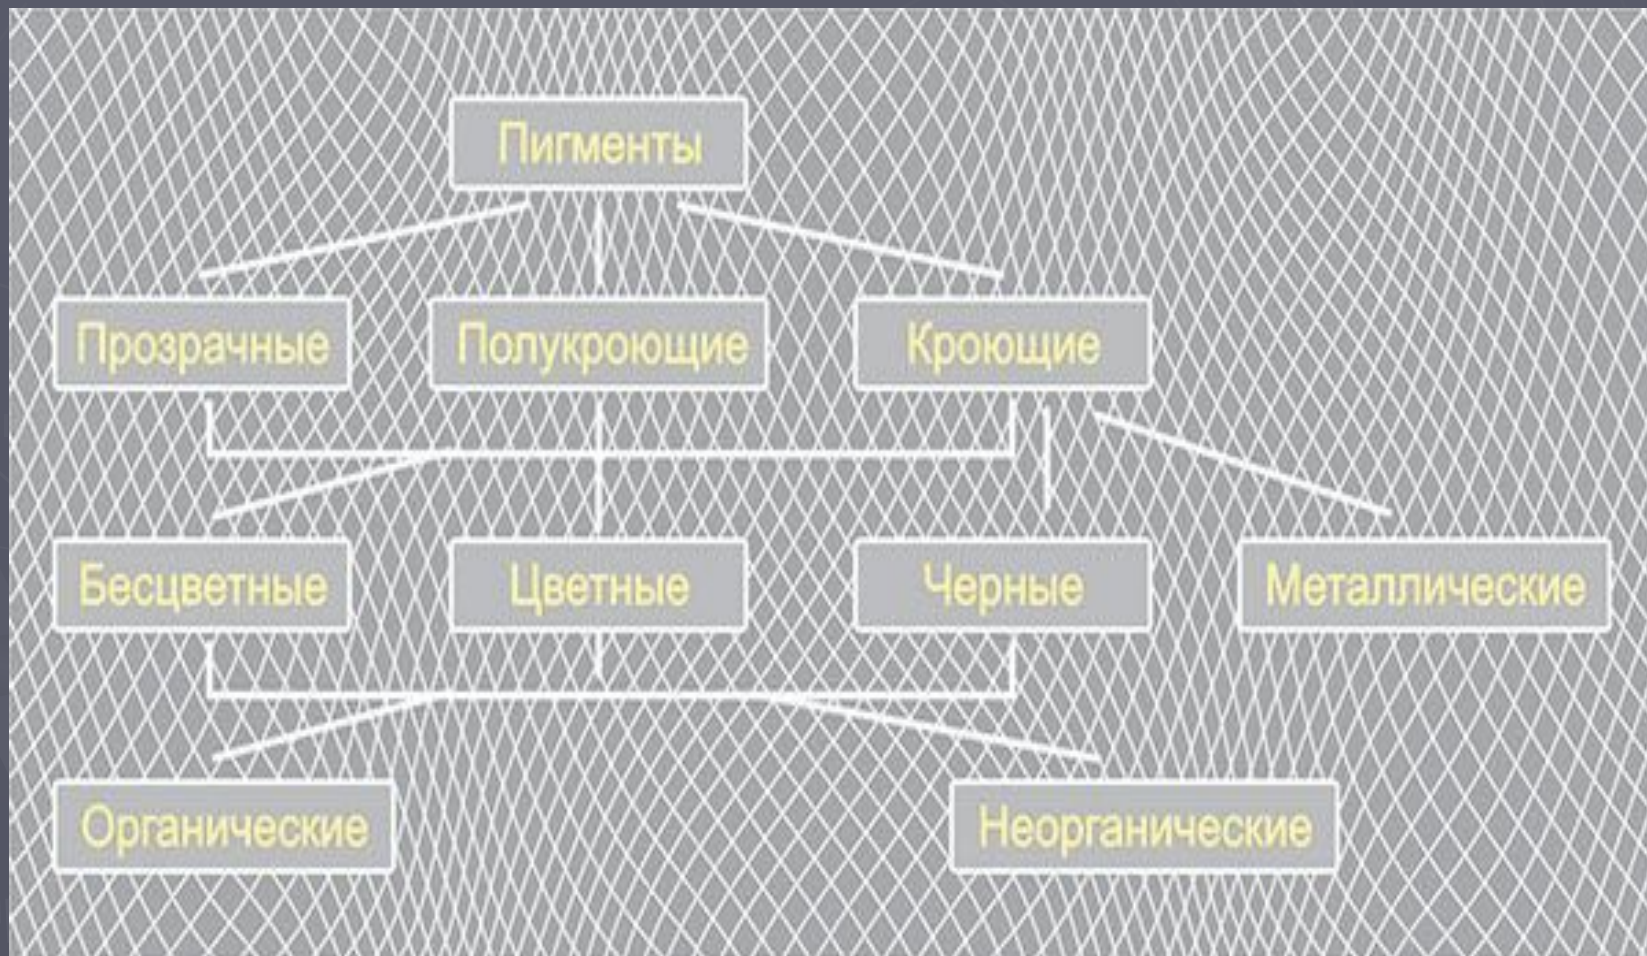 Пигменты
Прозрачные
Полукроющие
Кроющие
Бесцветные
Цветные
Черные
Металлические
Органические
Неорганические